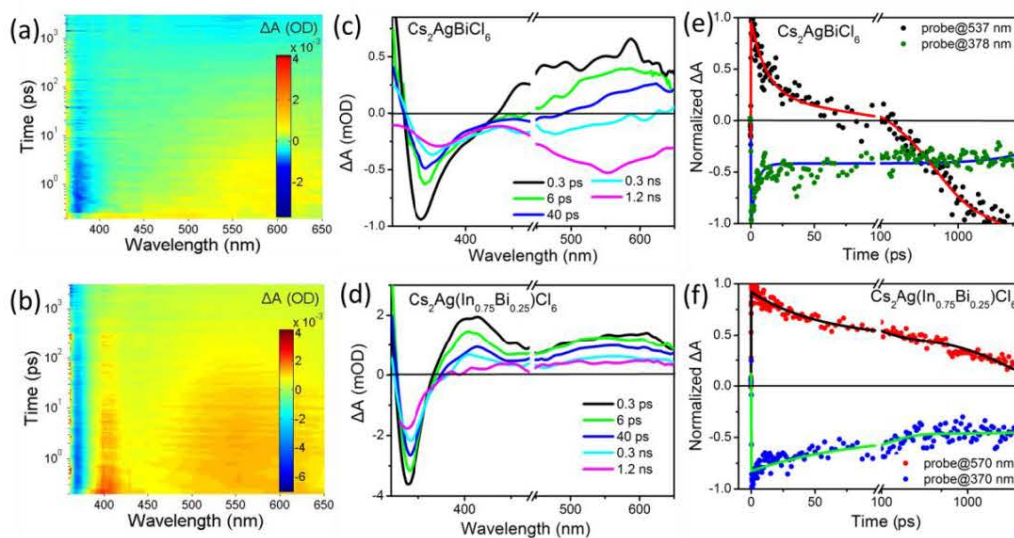 (a)
ΔA (OD)
x 10⁻³
4
2
0
-2
Time (ps)
10³
10²
10¹
10⁰
400 450 500 550 600 650
Wavelength (nm)
(b)
ΔA (OD)
x 10⁻³
4
2
0
-2
-4
-6
Time (ps)
10³
10²
10¹
10⁰
400 450 500 550 600 650
Wavelength (nm)
(c)
Cs₂AgBiCl₆
ΔA (mOD)
0.5
0.0
-0.5
-1.0
0.3 ps
6 ps
40 ps
0.3 ns
1.2 ns
400 500 600
Wavelength (nm)
(d)
Cs₂Ag(In₀.₇₅Bi₀.₂₅)Cl₆
ΔA (mOD)
4
2
0
2
4
0.3 ps
6 ps
40 ps
0.3 ns
1.2 ns
400 500 600
Wavelength (nm)
(e)
Cs₂AgBiCl₆
probe@537 nm
probe@378 nm
Normalized ΔA
1.0
0.5
0.0
-0.5
-1.0
0 50 100 1000
Time (ps)
(f)
Cs₂Ag(In₀.₇₅Bi₀.₂₅)Cl₆
Normalized ΔA
1.0
0.5
0.0
-0.5
-1.0
probe@570 nm
probe@370 nm
0 50 100 1000
Time (ps)